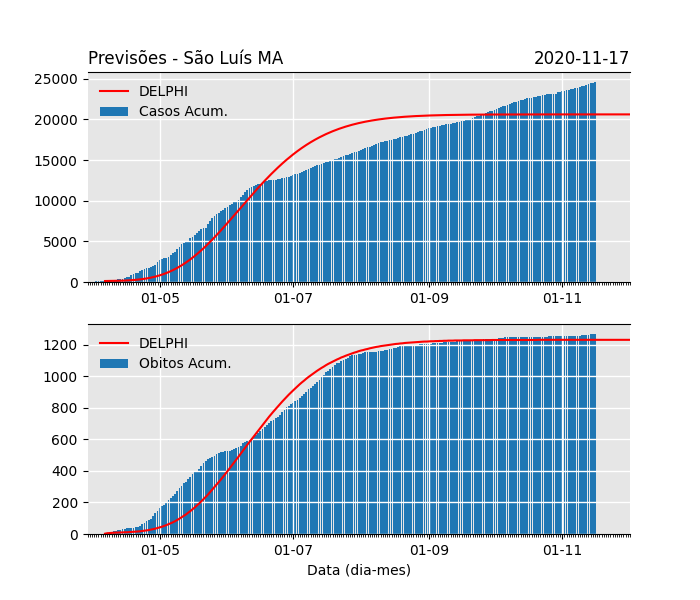 Previsões - São Luís MA 2020-11-17
25000
20000
15000
10000
5000
0
DELPHI
Casos Acum.
01-05 01-07 01-09 01-11
1200
1000
800
600
400
200
0
DELPHI
Obitos Acum.
01-05 01-07 01-09 01-11
Data (dia-mes)